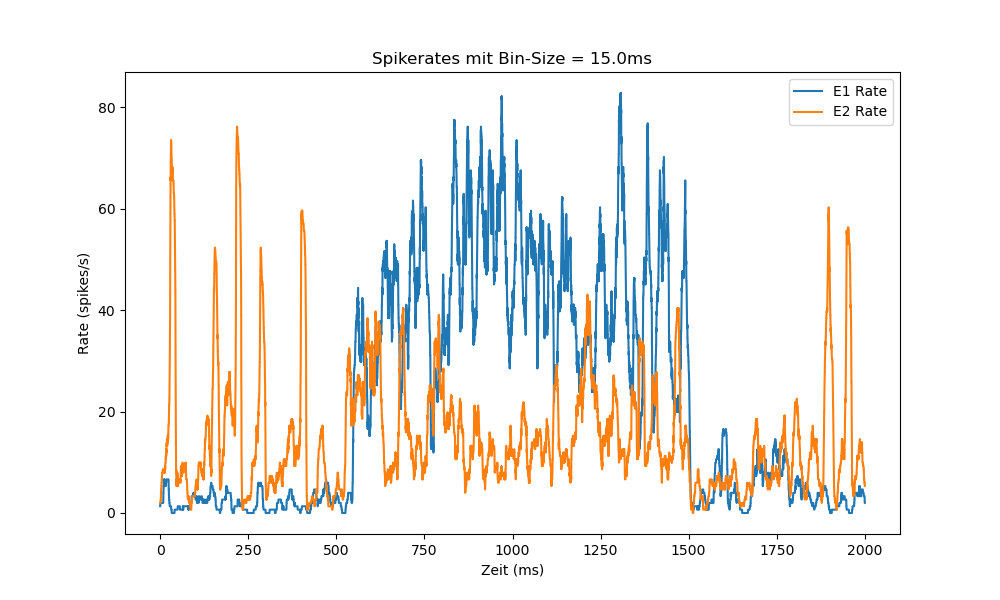 Spikerates mit Bin-Size = 15.0ms
E1 Rate
E2 Rate
80
60
40
20
0
Rate (spikes/s)
0 250 500 750 1000 1250 1500 1750 2000
Zeit (ms)